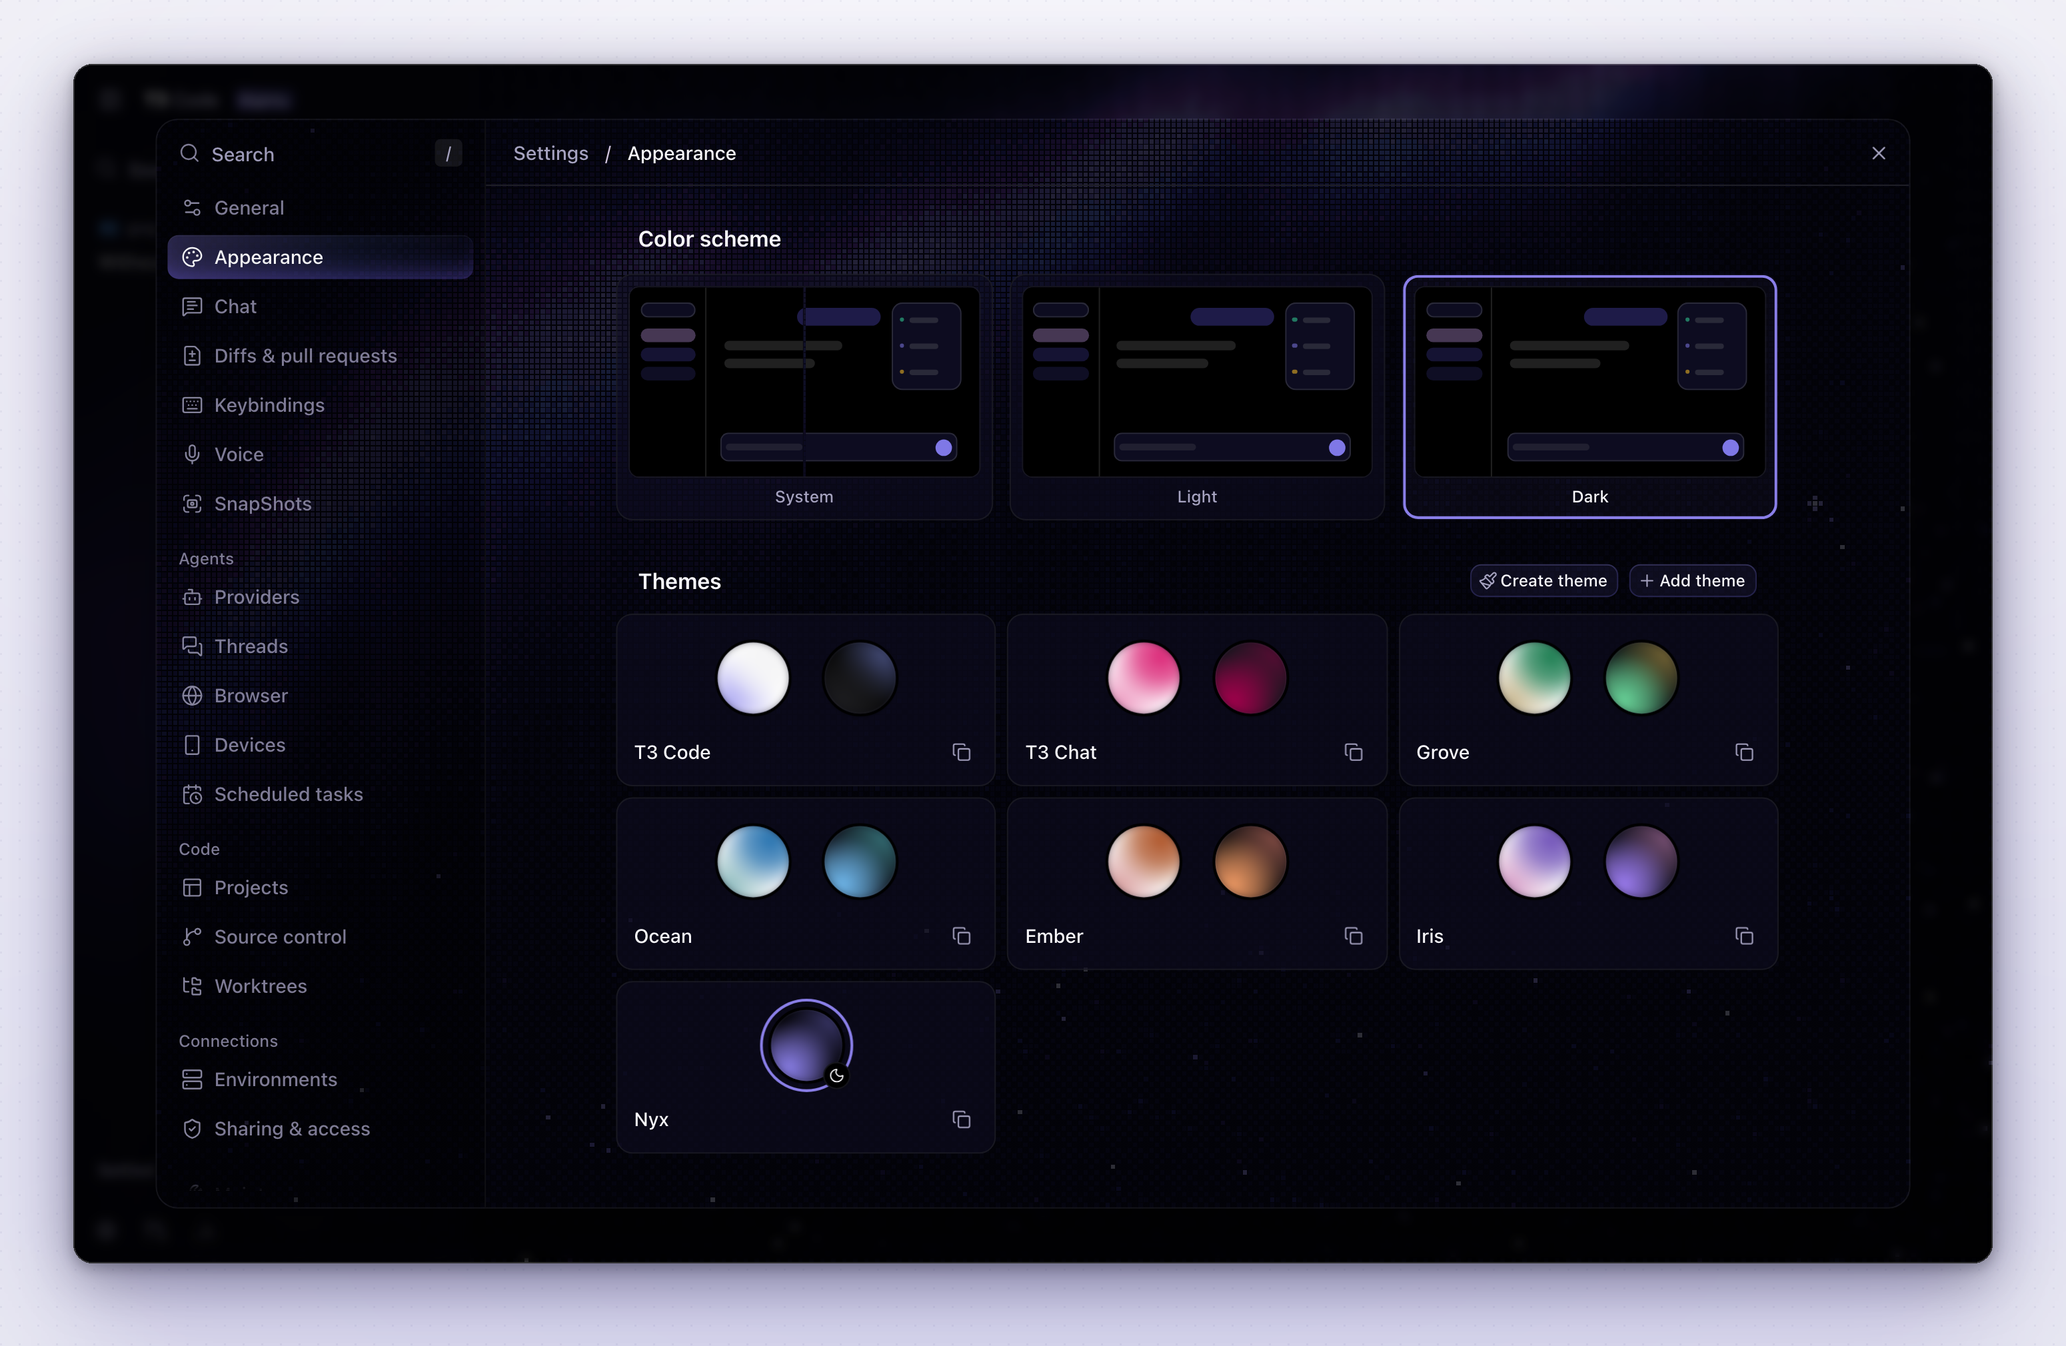 Search /
General
Appearance
Chat
Diffs & pull requests
Keybindings
Voice
SnapShots
Agents
Providers
Threads
Browser
Devices
Scheduled tasks
Code
Projects
Source control
Worktrees
Connections
Environments
Sharing & access
Settings / Appearance
Color scheme
System
Light
Dark
Themes
Create theme
Add theme
T3 Code
T3 Chat
Grove
Ocean
Ember
Iris
Nyx